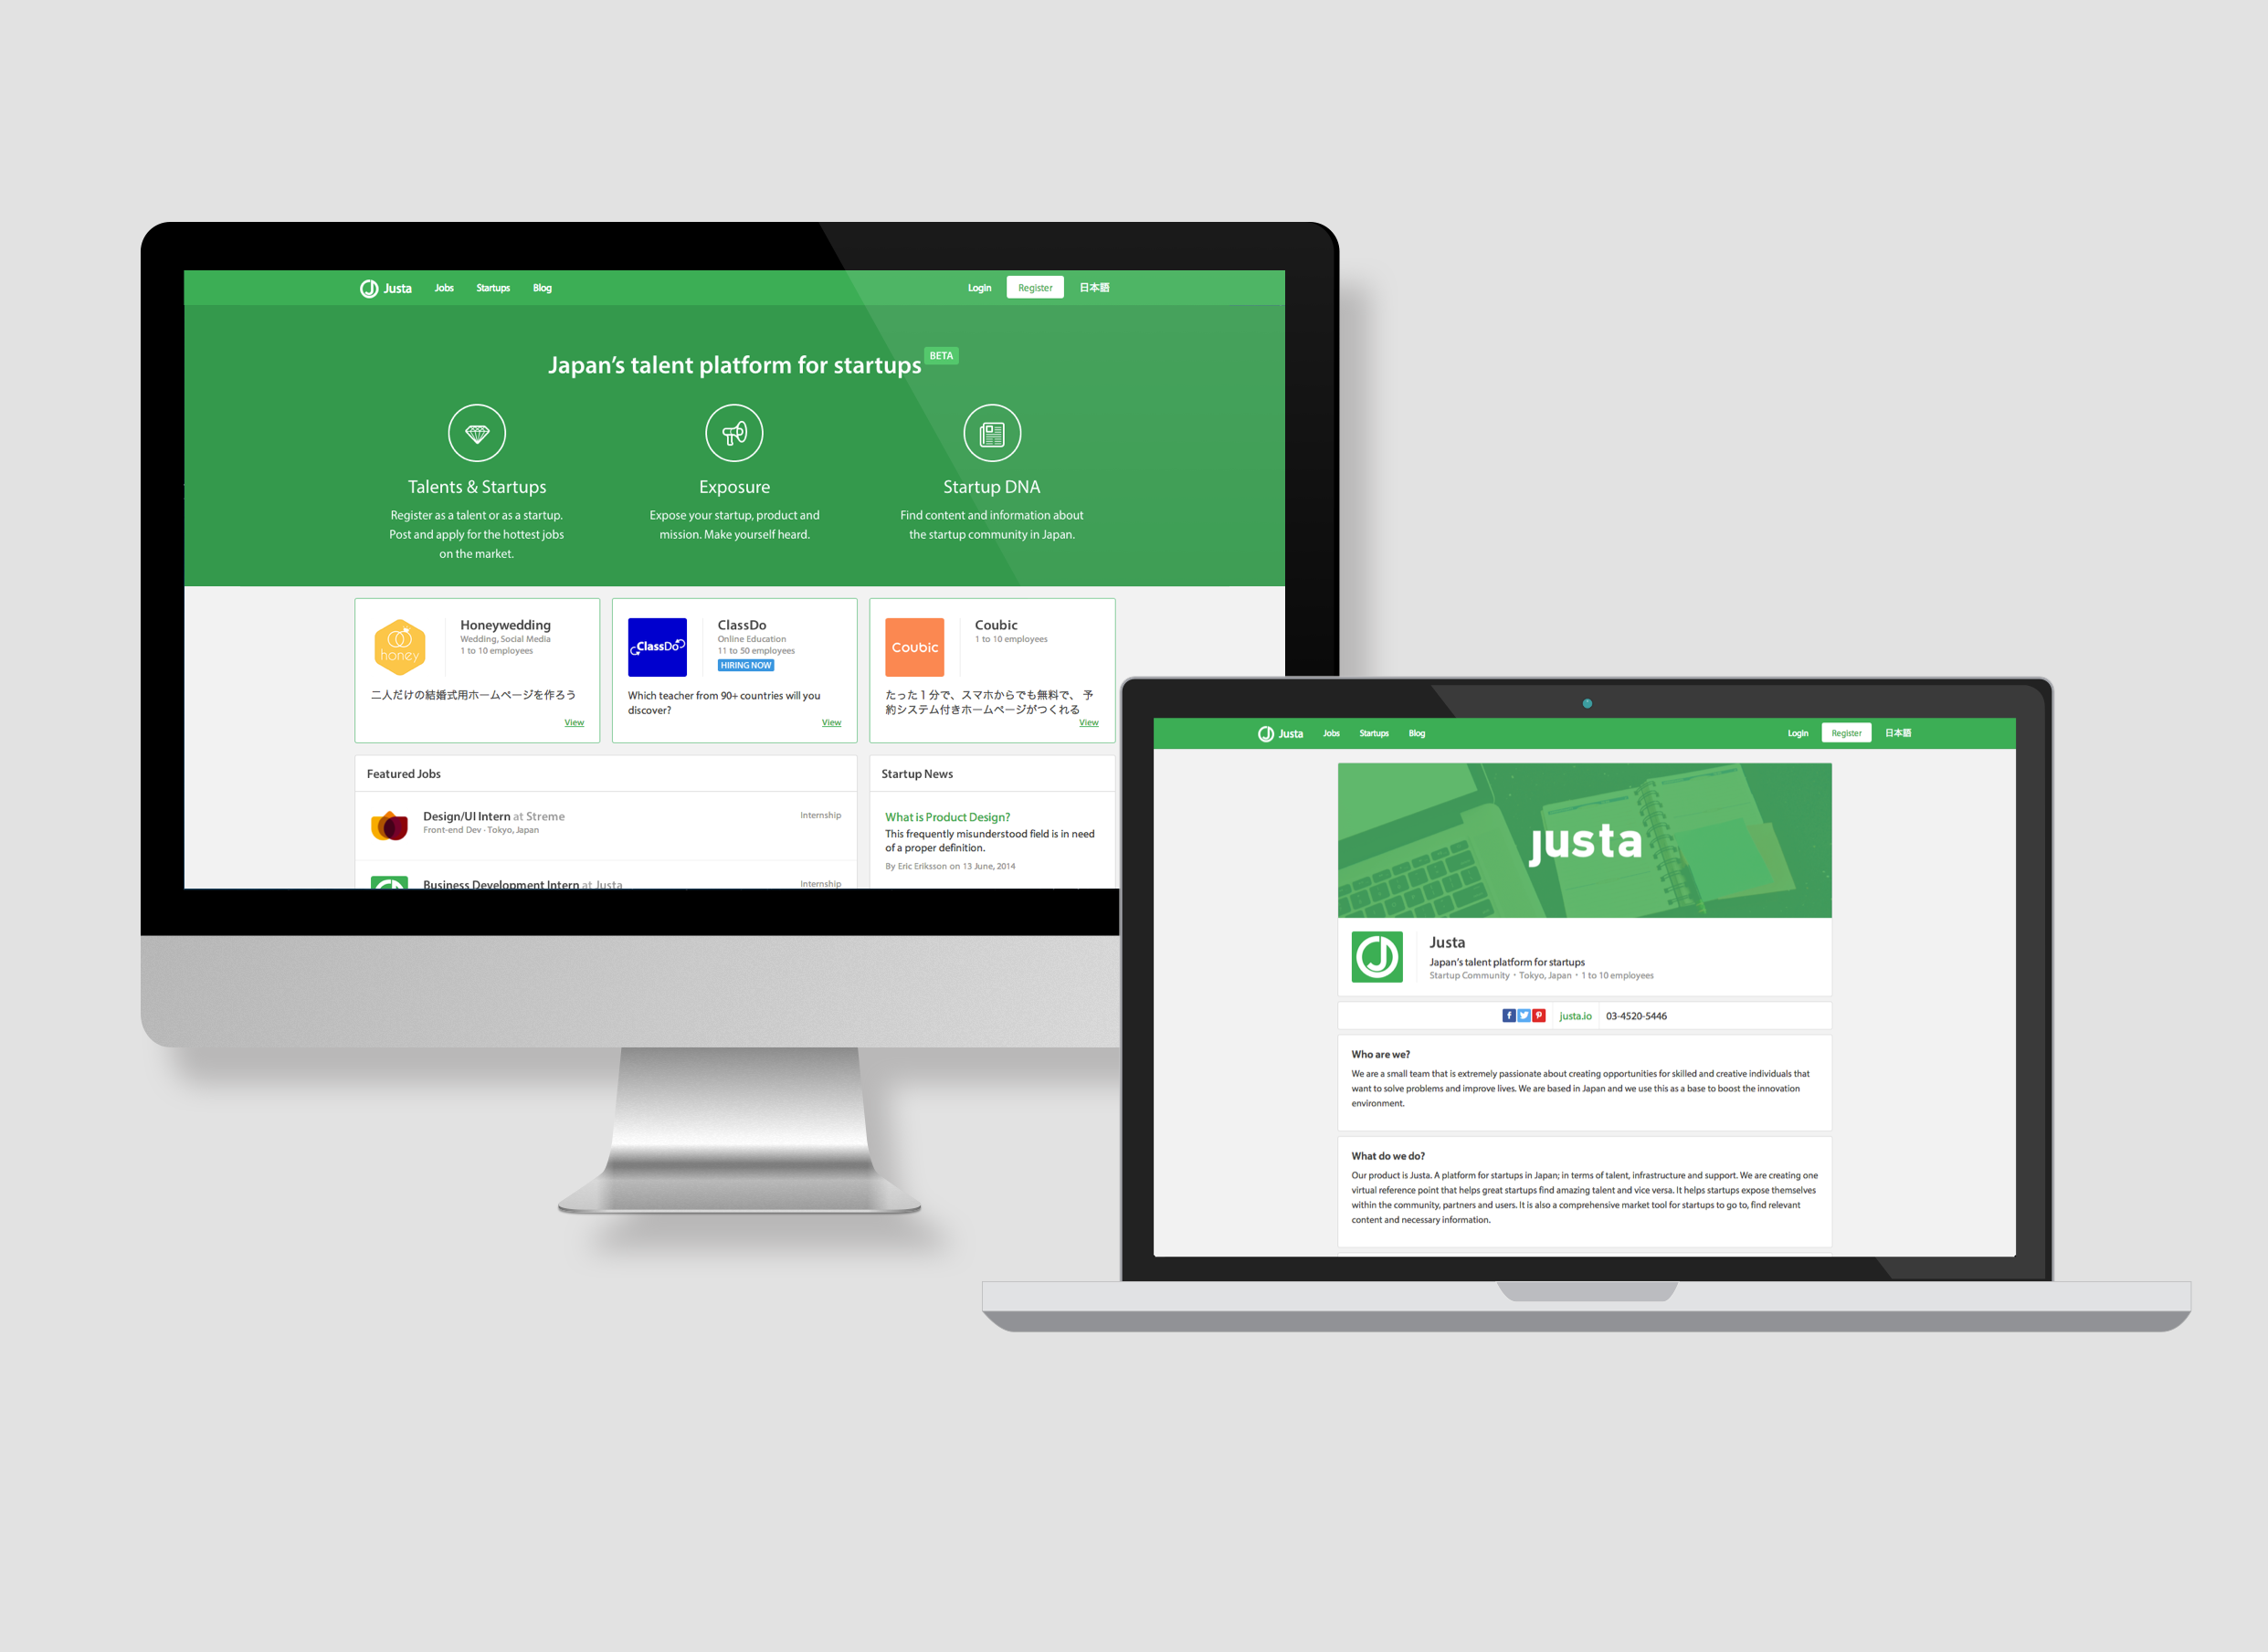 Justa
Jobs
Startups
Blog
Login
Register
日本語
Japan's talent platform for startups BETA
Talents & Startups
Register as a talent or as a startup.
Post and apply for the hottest jobs
on the market.
Exposure
Expose your startup, product and
mission. Make yourself heard.
Startup DNA
Find content and information about
the startup community in Japan.
honey
Honeywedding
Wedding, Social Media
1 to 10 employees
二人だけの結婚式用ホームページを作ろう
View
ClassDo
ClassDo
Online Education
11 to 50 employees
HIRING NOW
Which teacher from 90+ countries will you
discover?
View
Coubic
Coubic
1 to 10 employees
たった1分で、スマホからでも無料で、 予
約システム付きホームページがつくれる
View
Featured Jobs
Design/UI Intern at Streme
Front-end Dev - Tokyo, Japan
Internship
Business Development Intern at Justa
Internship
Startup News
What is Product Design?
This frequently misunderstood field is in need
of a proper definition.
By Eric Eriksson on 13 June, 2014
Justa
Jobs
Startups
Blog
Login
Register
日本語
justa
Justa
Japan's talent platform for startups
Startup Community • Tokyo, Japan • 1 to 10 employees
justa.io
03-4520-5446
Who are we?
We are a small team that is extremely passionate about creating opportunities for skilled and creative individuals that
want to solve problems and improve lives. We are based in Japan and we use this as a base to boost the innovation
environment.
What do we do?
Our product is Justa. A platform for startups in Japan; in terms of talent, infrastructure and support. We are creating one
virtual reference point that helps great startups find amazing talent and vice versa. It helps startups expose themselves
within the community, partners and users. It is also a comprehensive market tool for startups to go to, find relevant
content and necessary information.